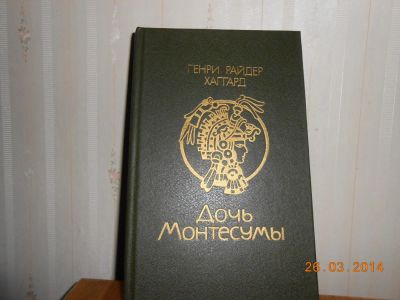 ГЕНРИ РАЙДЕР
ХАГГАРД
Дочь
Монтесумы
26.03.2014